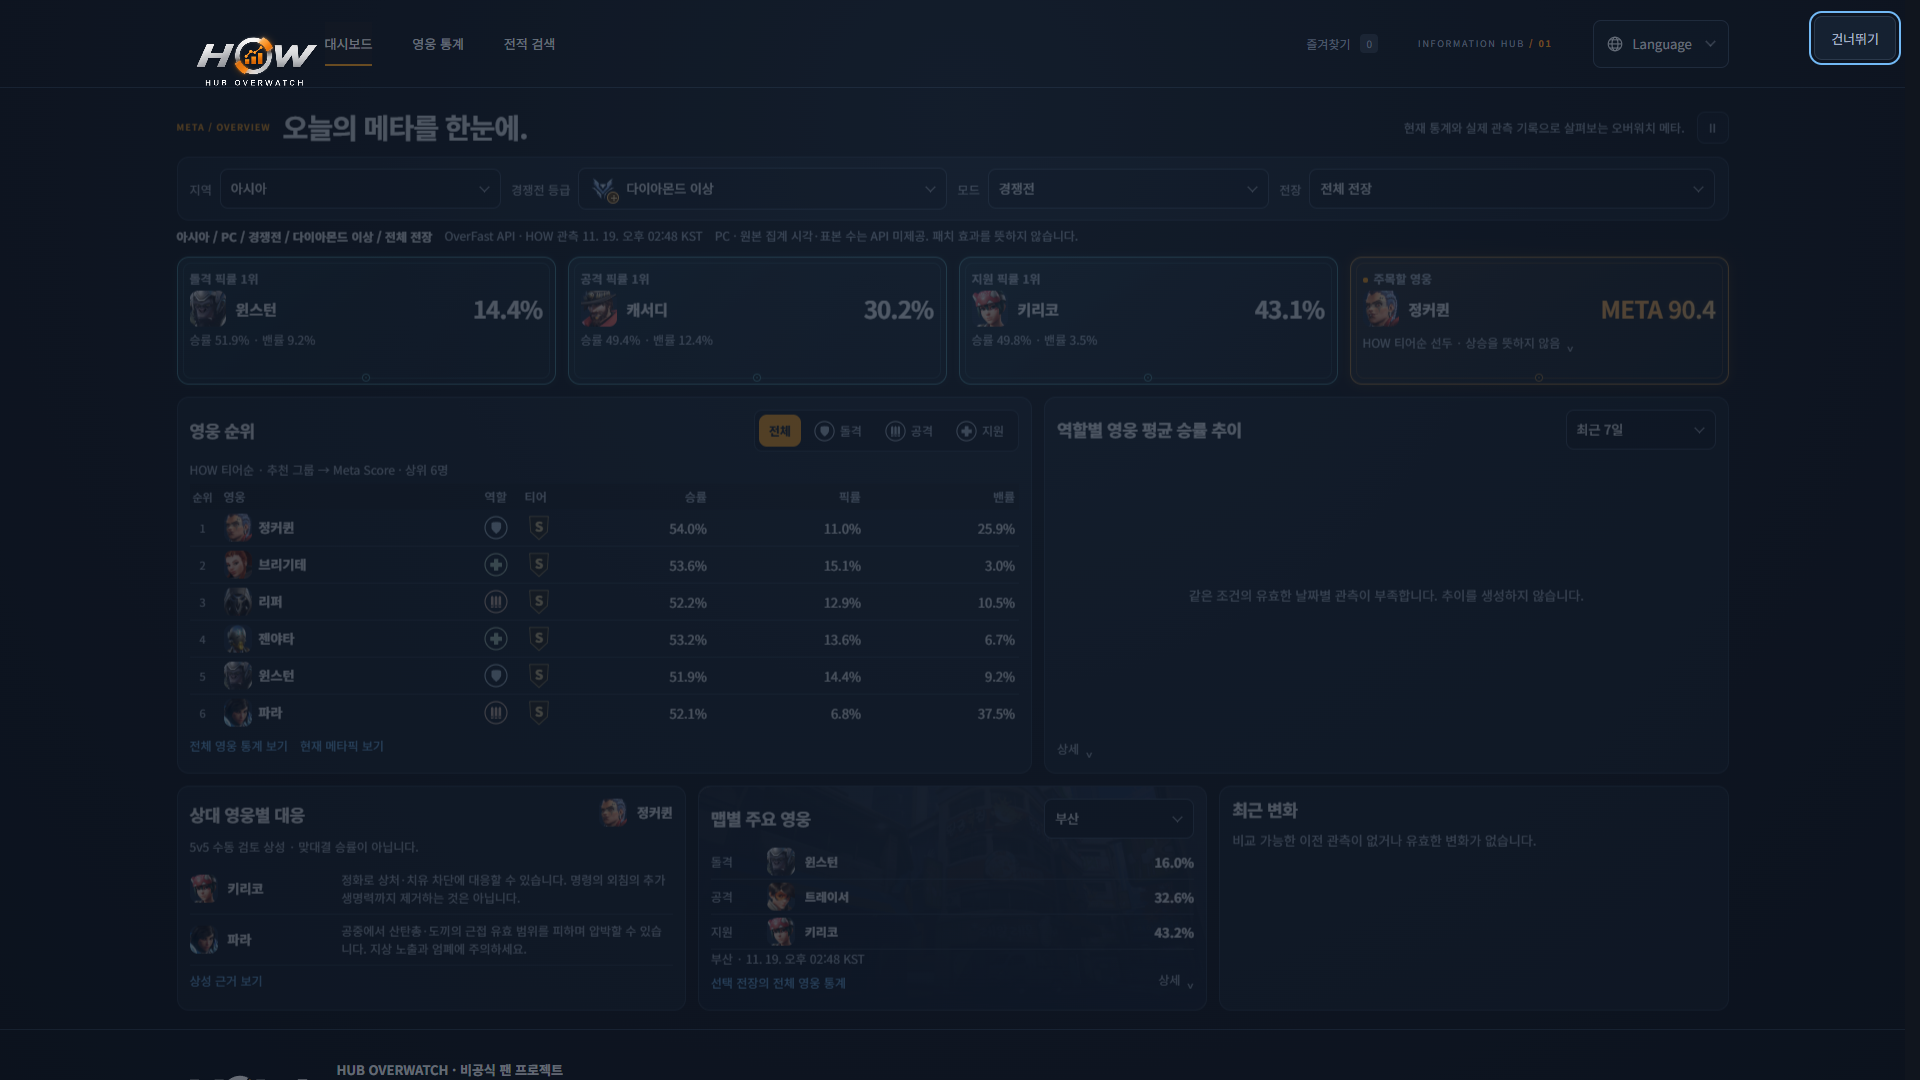 HOW
HUB OVERWATCH
대시보드
영웅 통계
전적 검색
즐겨찾기 0
INFORMATION HUB / 01
Language
건너뛰기
META / OVERVIEW
오늘의 메타를 한눈에.
현재 통계와 실제 관측 기록으로 살펴보는 오버워치 메타.
지역 아시아
경쟁전 등급 다이아몬드 이상
모드 경쟁전
전장 전체 전장
아시아 / PC / 경쟁전 / 다이아몬드 이상 / 전체 전장 OverFast API · HOW 관측 11. 19. 오후 02:48 KST PC · 원본 집계 시각·표본 수는 API 미제공. 패치 효과를 뜻하지 않습니다.
돌격 픽률 1위
윈스턴 14.4%
승률 51.9% · 밴률 9.2%
공격 픽률 1위
캐서디 30.2%
승률 49.4% · 밴률 12.4%
지원 픽률 1위
키리코 43.1%
승률 49.8% · 밴률 3.5%
주목할 영웅
정커퀸 META 90.4
HOW 티어순 선두 · 상승을 뜻하지 않음
영웅 순위
전체 돌격 공격 지원
HOW 티어순 · 추천 그룹 → Meta Score · 상위 6명
순위 영웅 역할 티어 승률 픽률 밴률
1 정커퀸 S 54.0% 11.0% 25.9%
2 브리기테 S 53.6% 15.1% 3.0%
3 리퍼 S 52.2% 12.9% 10.5%
4 젠야타 S 53.2% 13.6% 6.7%
5 윈스턴 S 51.9% 14.4% 9.2%
6 파라 S 52.1% 6.8% 37.5%
전체 영웅 통계 보기 현재 메타픽 보기
역할별 영웅 평균 승률 추이
최근 7일
같은 조건의 유효한 날짜별 관측이 부족합니다. 추이를 생성하지 않습니다.
상세
상대 영웅별 대응
정커퀸
5v5 수동 검토 상성 · 맞대결 승률이 아닙니다.
키리코
정화로 상처·치유 차단에 대응할 수 있습니다. 명령의 외침의 추가
생명력까지 제거하는 것은 아닙니다.
파라
공중에서 산탄총·도끼의 근접 유효 범위를 피하며 압박할 수 있습
니다. 지상 노출과 엄폐에 주의하세요.
상성 근거 보기
맵별 주요 영웅
부산
돌격 윈스턴 16.0%
공격 트레이서 32.6%
지원 키리코 43.2%
부산 · 11. 19. 오후 02:48 KST
선택 전장의 전체 영웅 통계
상세
최근 변화
비교 가능한 이전 관측이 없거나 유효한 변화가 없습니다.
HUB OVERWATCH · 비공식 팬 프로젝트